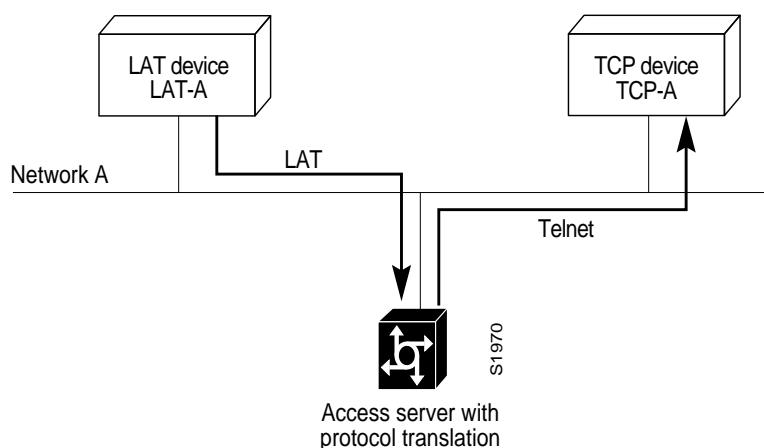 LAT device
LAT-A
TCP device
TCP-A
LAT
Network A
Telnet
S1970
Access server with
protocol translation